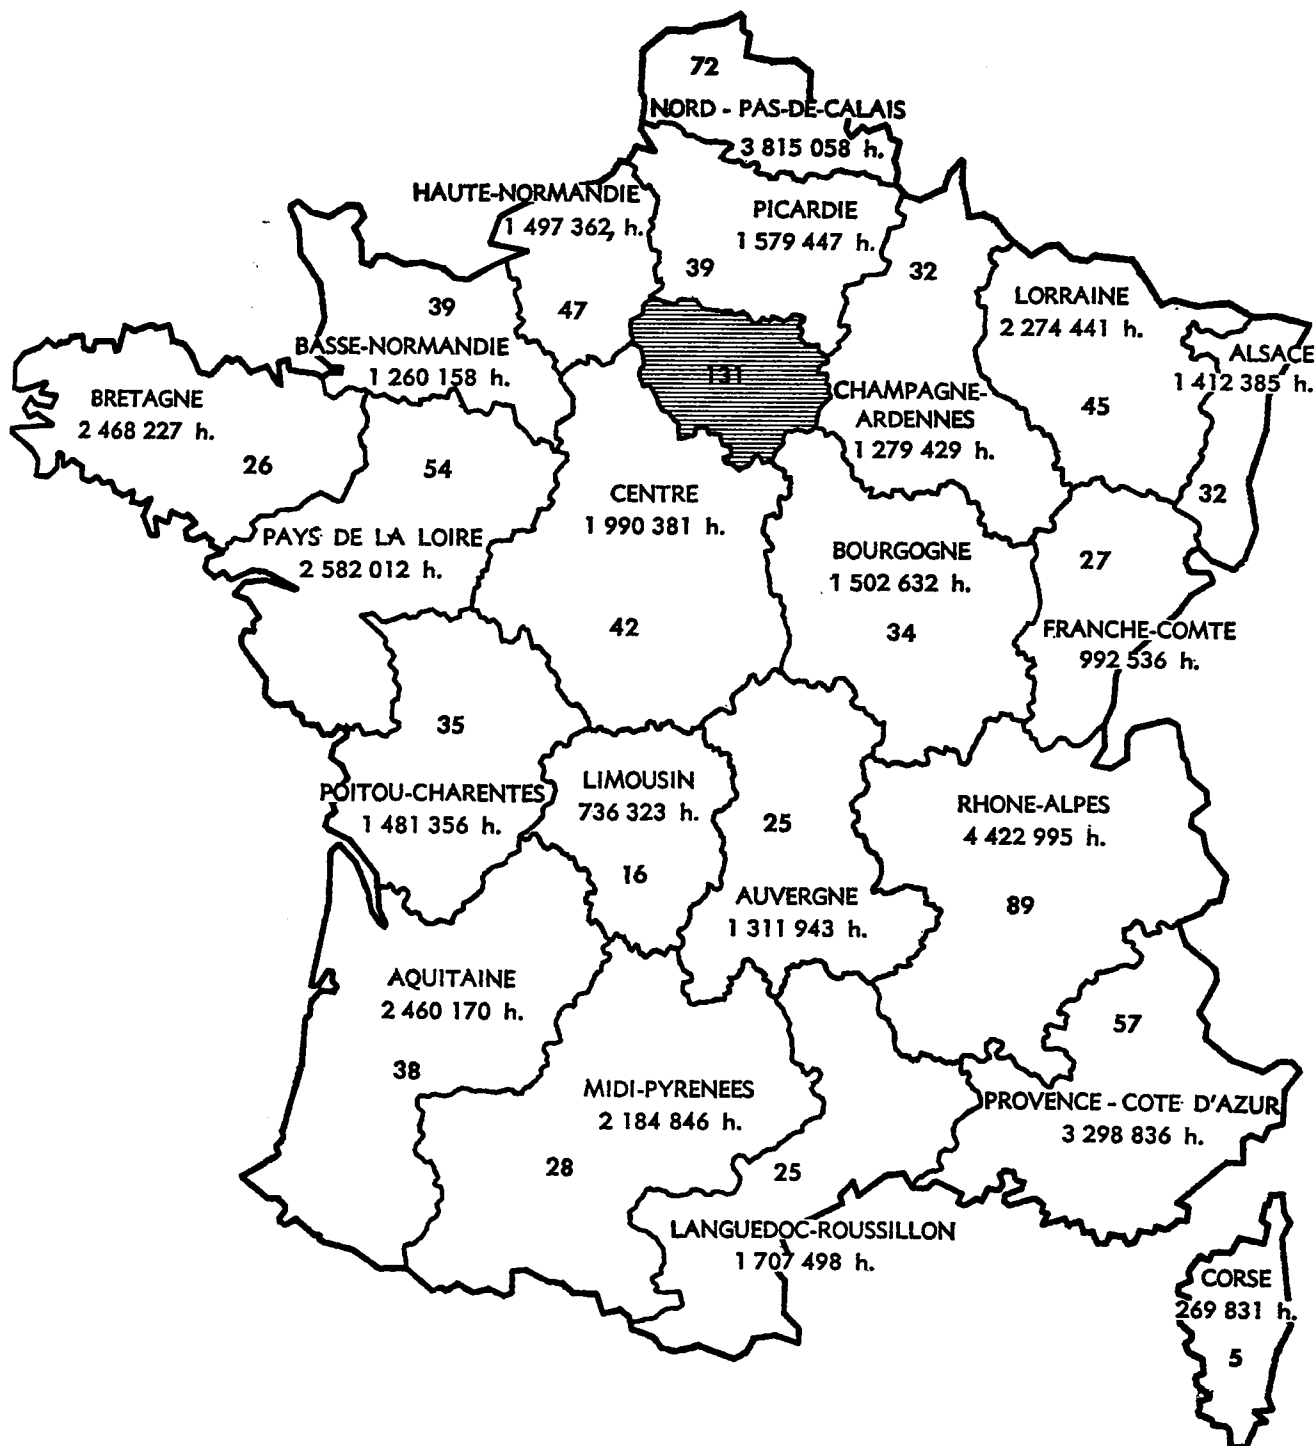 72
NORD - PAS-DE-CALAIS
3 815 058 h.
HAUTE-NORMANDIE
1 497 362, h.
47
PICARDIE
1 579 447 h.
39
32
CHAMPAGNE-
ARDENNES
1 279 429 h.
LORRAINE
2 274 441 h.
45
ALSACE
1 412 385 h.
32
39
BASSE-NORMANDIE
1 260 158 h.
131
BRETAGNE
2 468 227 h.
26
54
PAYS DE LA LOIRE
2 582 012 h.
CENTRE
1 990 381 h.
42
BOURGOGNE
1 502 632 h.
34
27
FRANCHE-COMTE
992 536 h.
35
POITOU-CHARENTES
1 481 356 h.
LIMOUSIN
736 323 h.
16
25
AUVERGNE
1 311 943 h.
RHONE-ALPES
4 422 995 h.
89
AQUITAINE
2 460 170 h.
38
MIDI-PYRENEES
2 184 846 h.
28
25
LANGUEDOC-ROUSSILLON
1 707 498 h.
57
PROVENCE - COTE D'AZUR
3 298 836 h.
CORSE
269 831 h.
5